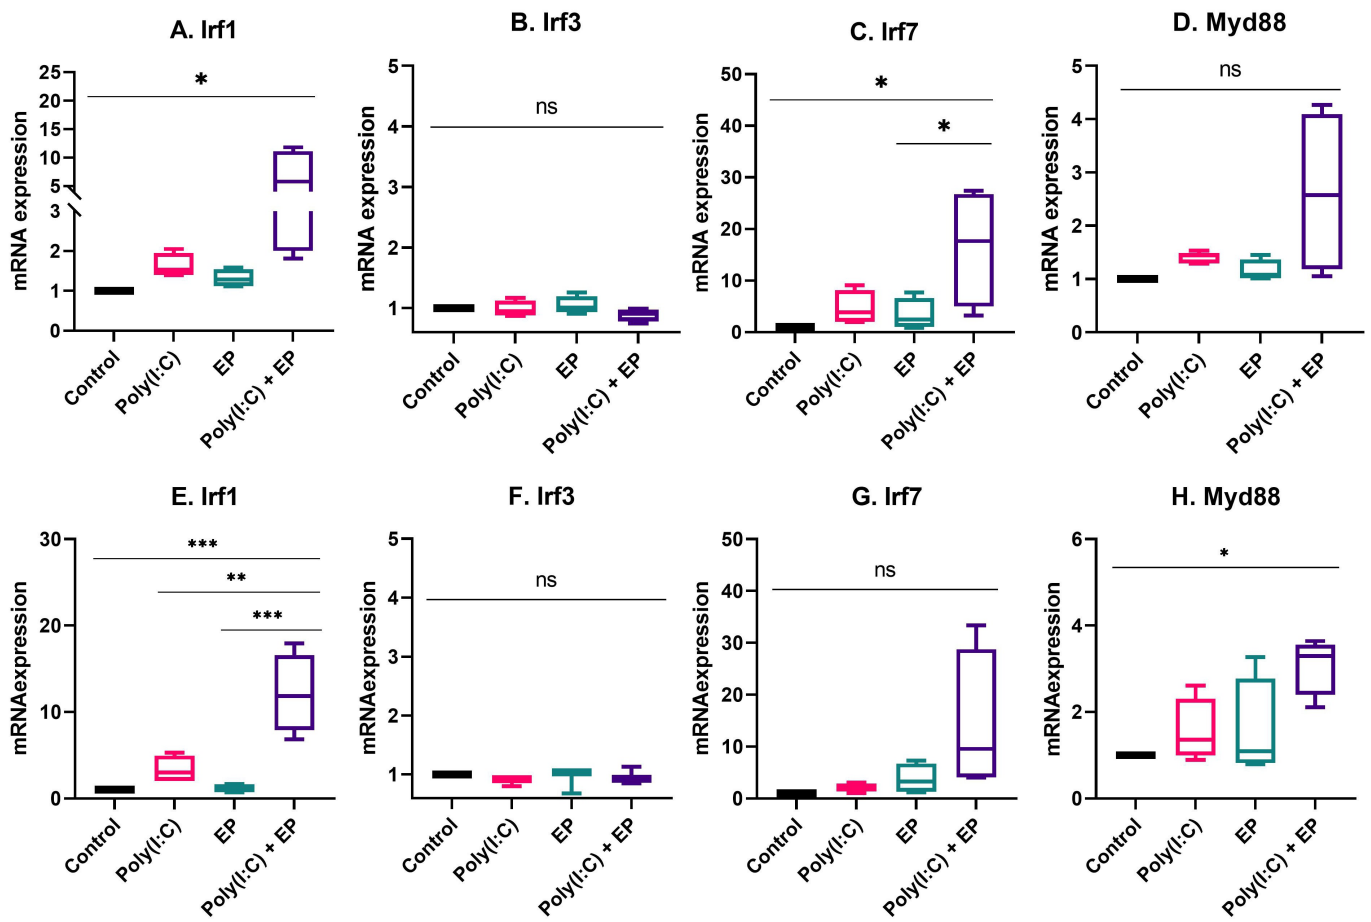 A. Irf1
mRNA expression
25
20
15
10
5
3
2
1
0
*
Control
Poly(I:C)
EP
Poly(I:C) + EP
B. Irf3
mRNA expression
5
4
3
2
1
ns
Control
Poly(I:C)
EP
Poly(I:C) + EP
C. Irf7
mRNA expression
50
40
30
20
10
0
*
*
Control
Poly(I:C)
EP
Poly(I:C) + EP
D. Myd88
mRNA expression
5
4
3
2
1
0
ns
Control
Poly(I:C)
EP
Poly(I:C) + EP
E. Irf1
mRNAexpression
30
20
10
0
***
**
***
Control
Poly(I:C)
EP
Poly(I:C) + EP
F. Irf3
mRNAexpression
5
4
3
2
1
ns
Control
Poly(I:C)
EP
Poly(I:C) + EP
G. Irf7
mRNAexpression
50
40
30
20
10
0
ns
Control
Poly(I:C)
EP
Poly(I:C) + EP
H. Myd88
mRNAexpression
6
4
2
0
*
Control
Poly(I:C)
EP
Poly(I:C) + EP